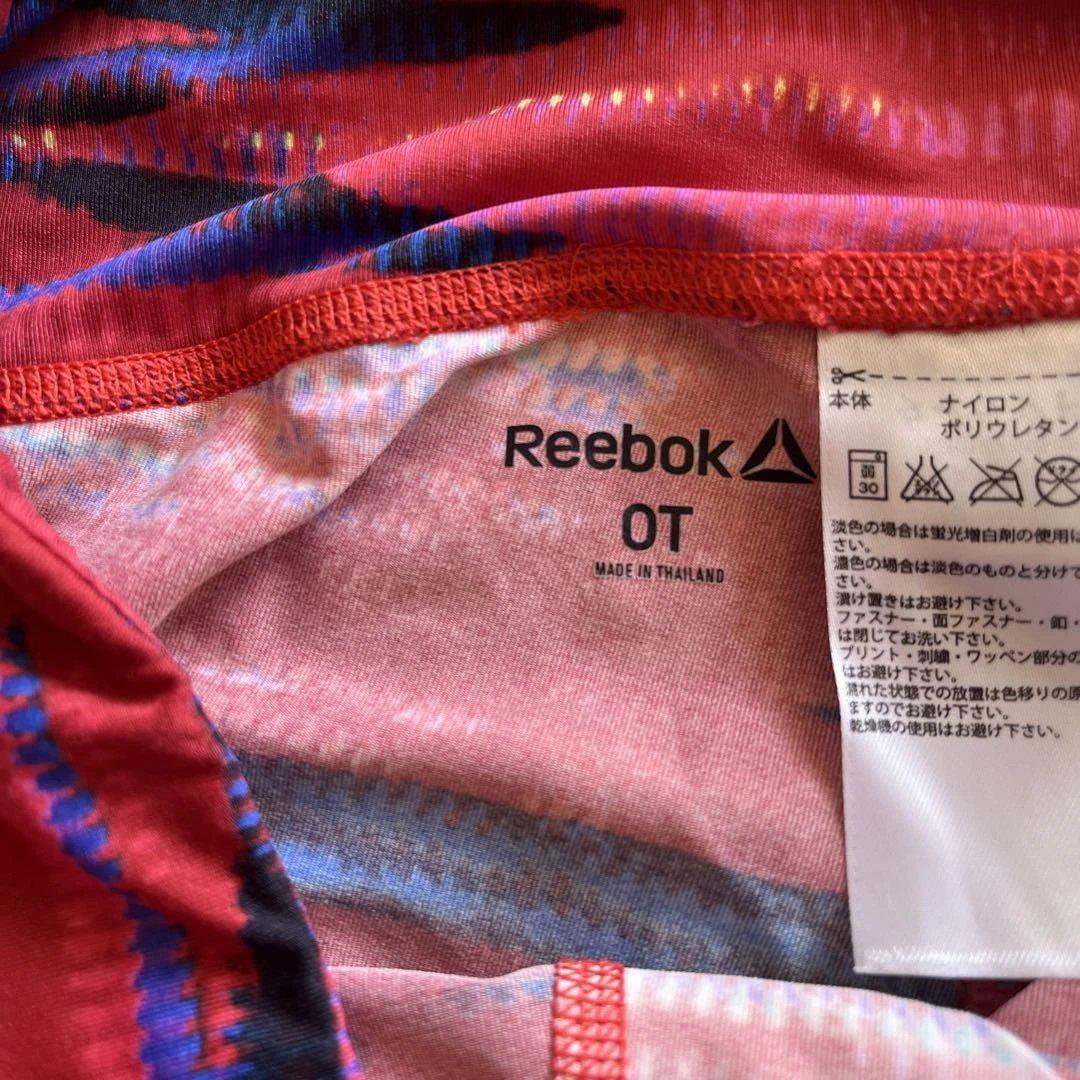 Reebok
OT
MADE IN THAILAND
本体 ナイロン
ポリウレタン
弱
30
淡色の場合は蛍光増白剤の使用は
さい。
濃色の場合は淡色のものと分けて
さい。
漬け置きはお避け下さい。
ファスナー・面ファスナー・釦・
は閉じてお洗い下さい。
プリント・刺繍・ワッペン部分の
はお避け下さい。
濡れた状態での放置は色移りの原
ますのでお避け下さい。
乾燥機の使用はお避け下さい。